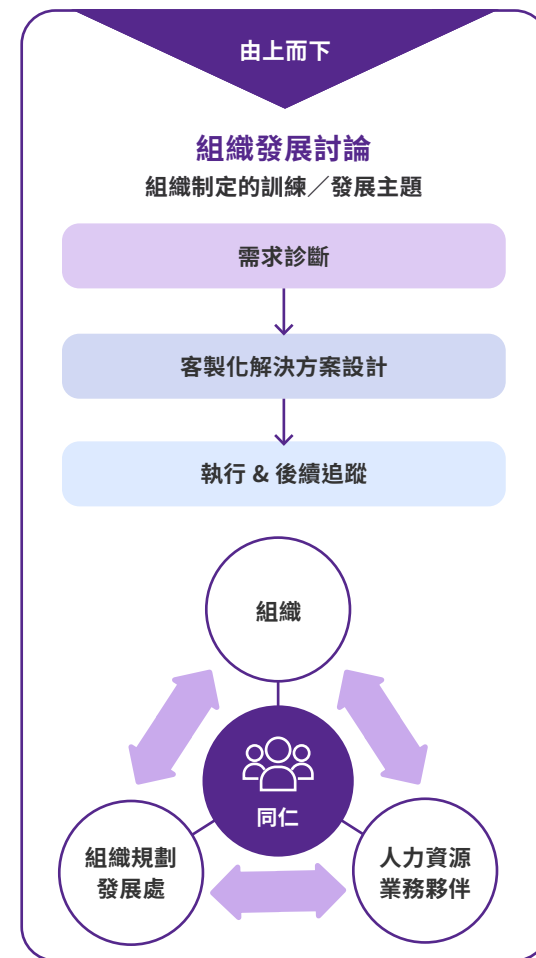 由上而下
組織發展討論
組織制定的訓練／發展主題
需求診斷
客製化解決方案設計
執行 & 後續追蹤
組織
同仁
組織規劃
發展處
人力資源
業務夥伴